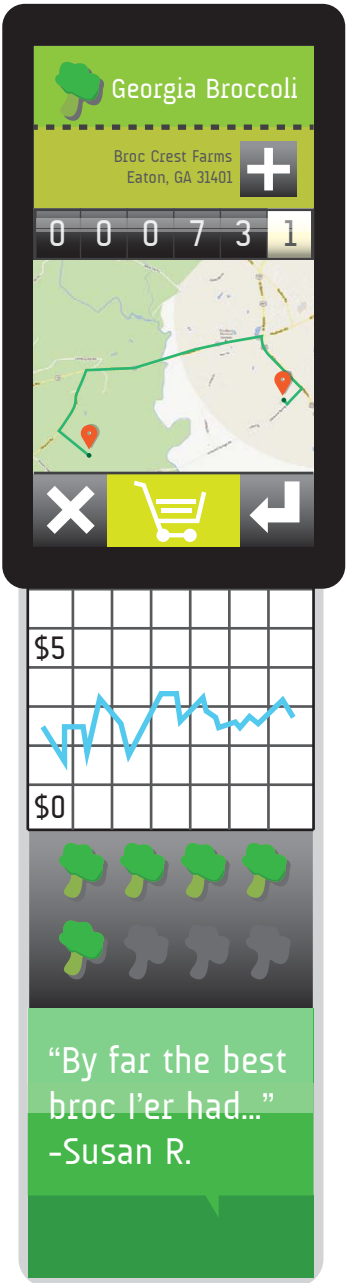 Georgia Broccoli
Broc Crest Farms
Eaton, GA 31401
0 0 0 7 3 1
$5
$0
“By far the best
broc I’er had...”
-Susan R.